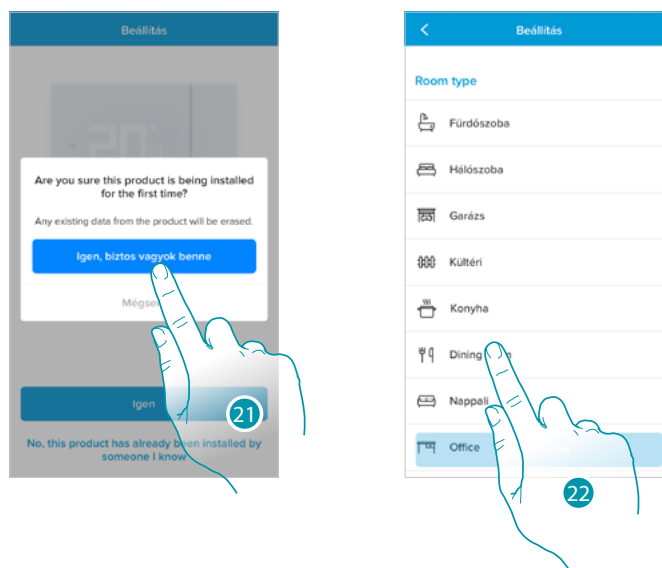 Beállítás
Are you sure this product is being installed
for the first time?
Any existing data from the product will be erased.
Igen, biztos vagyok benne
Igen
No, this product has already been installed by
someone I know
21
Beállítás
Room type
Fürdőszoba
Hálószoba
Garázs
Kültéri
Konyha
Dining
Nappali
Office
22